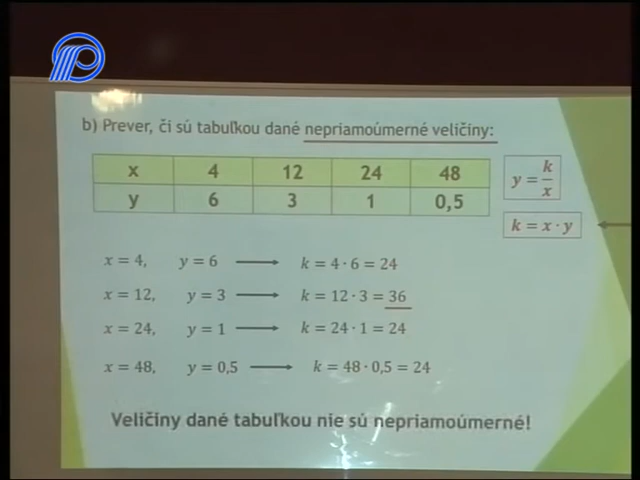 b) Prever, či sú tabuľkou dané nepriamoúmerné veličiny:
x 4 12 24 48
y 6 3 1 0,5
y = k/x
k = x · y
x = 4, y = 6 → k = 4 · 6 = 24
x = 12, y = 3 → k = 12 · 3 = 36
x = 24, y = 1 → k = 24 · 1 = 24
x = 48, y = 0,5 → k = 48 · 0,5 = 24
Veličiny dané tabuľkou nie sú nepriamoúmerné!